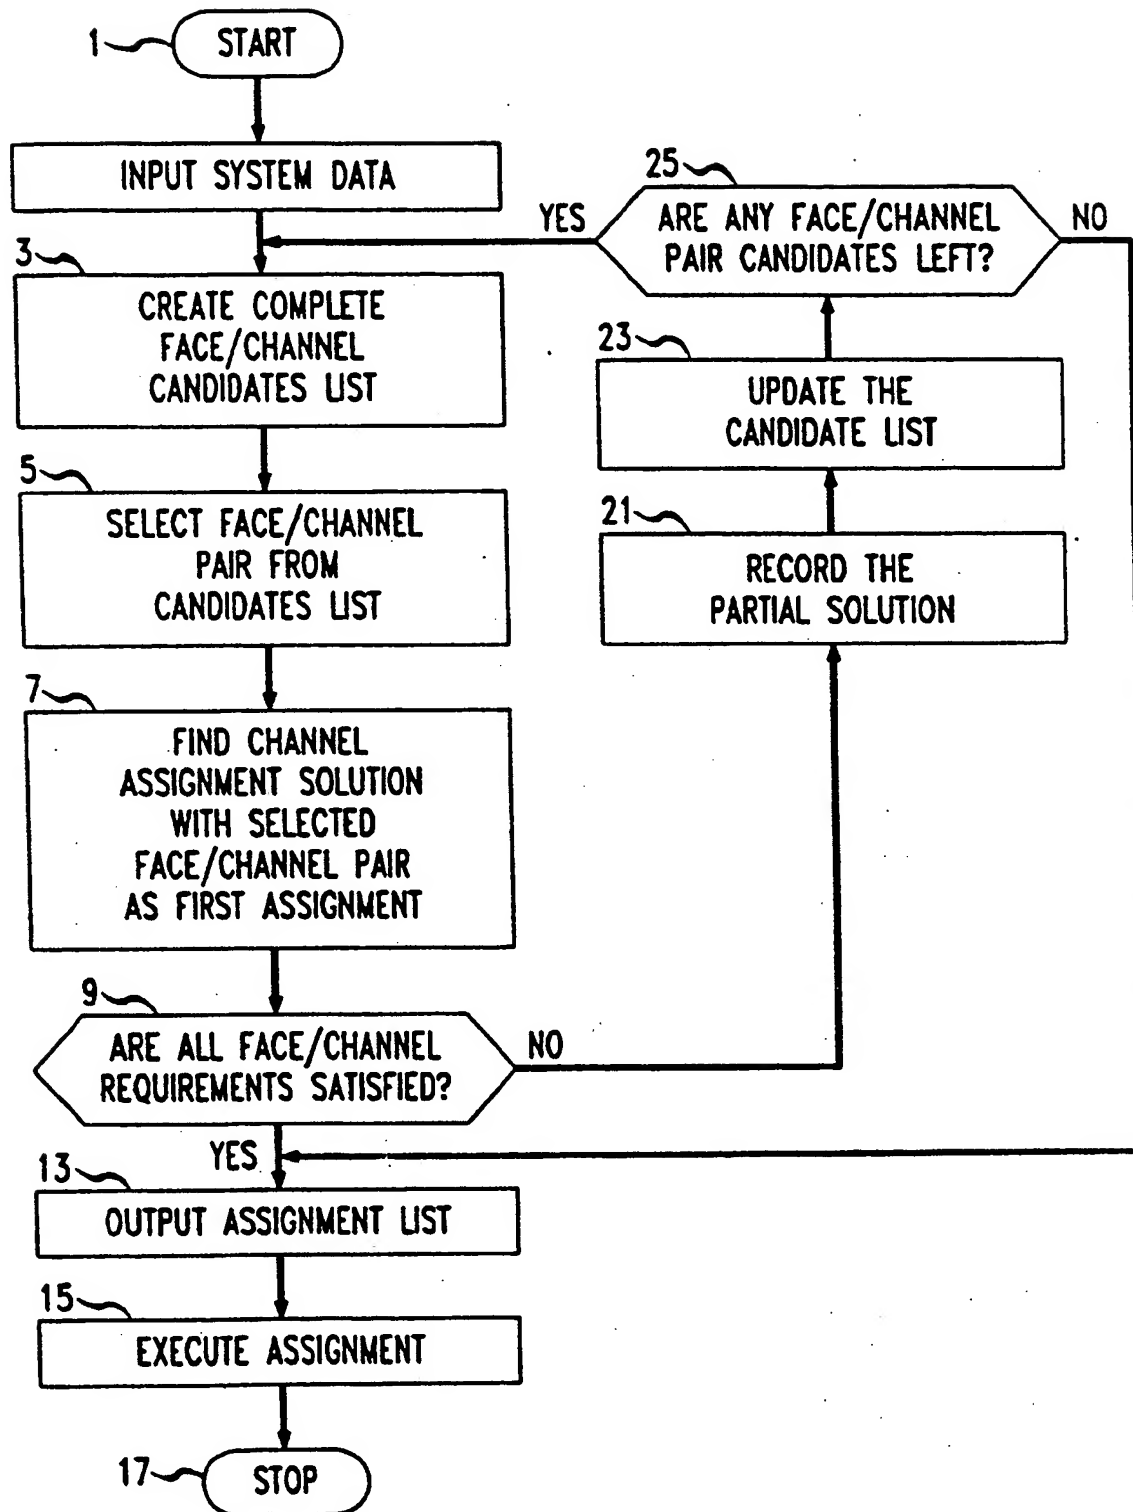 1
START
INPUT SYSTEM DATA
3
CREATE COMPLETE
FACE/CHANNEL
CANDIDATES LIST
5
SELECT FACE/CHANNEL
PAIR FROM
CANDIDATES LIST
7
FIND CHANNEL
ASSIGNMENT SOLUTION
WITH SELECTED
FACE/CHANNEL PAIR
AS FIRST ASSIGNMENT
9
ARE ALL FACE/CHANNEL
REQUIREMENTS SATISFIED?
NO
YES
13
OUTPUT ASSIGNMENT LIST
15
EXECUTE ASSIGNMENT
17
STOP
25
YES
ARE ANY FACE/CHANNEL
PAIR CANDIDATES LEFT?
NO
23
UPDATE THE
CANDIDATE LIST
21
RECORD THE
PARTIAL SOLUTION